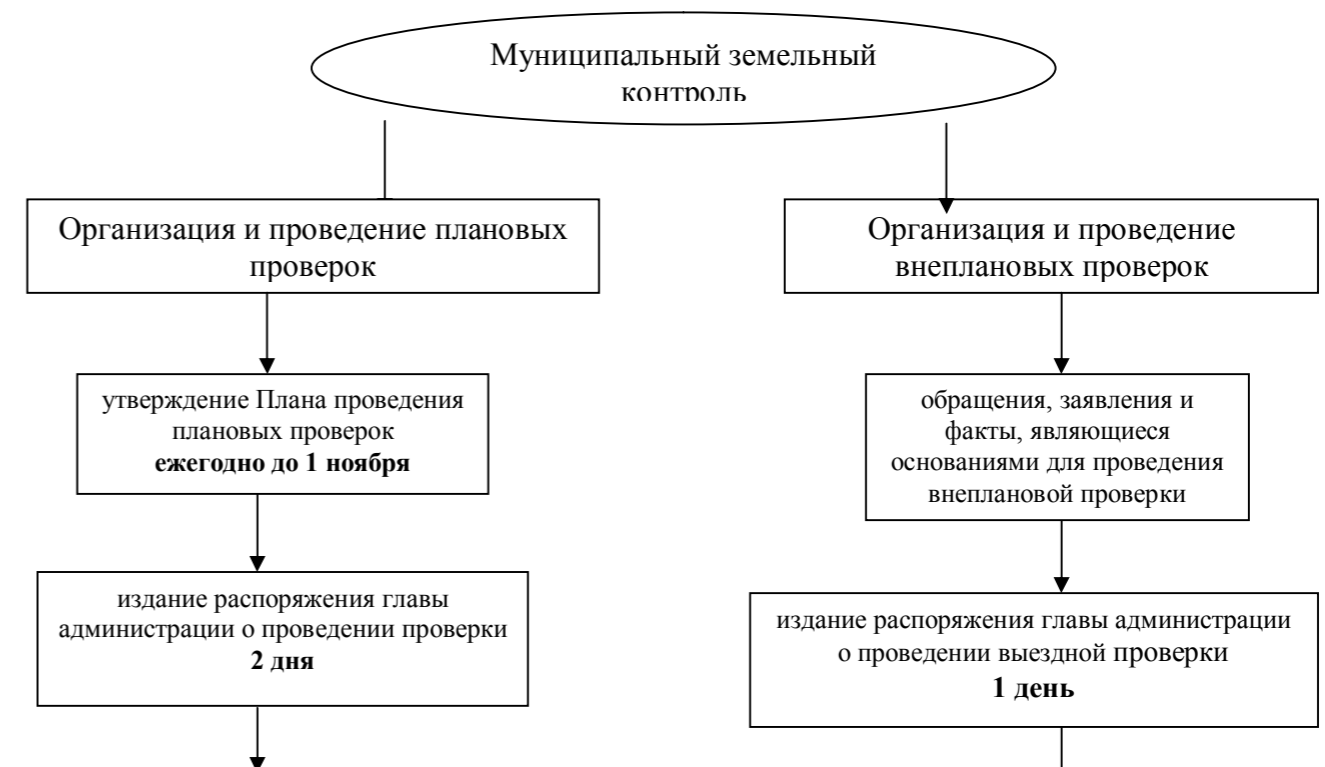 Муниципальный земельный
контроль
Организация и проведение плановых
проверок
утверждение Плана проведения
плановых проверок
ежегодно до 1 ноября
издание распоряжения главы
администрации о проведении проверки
2 дня
Организация и проведение
внеплановых проверок
обращения, заявления и
факты, являющиеся
основаниями для проведения
внеплановой проверки
издание распоряжения главы администрации
о проведении выездной проверки
1 день